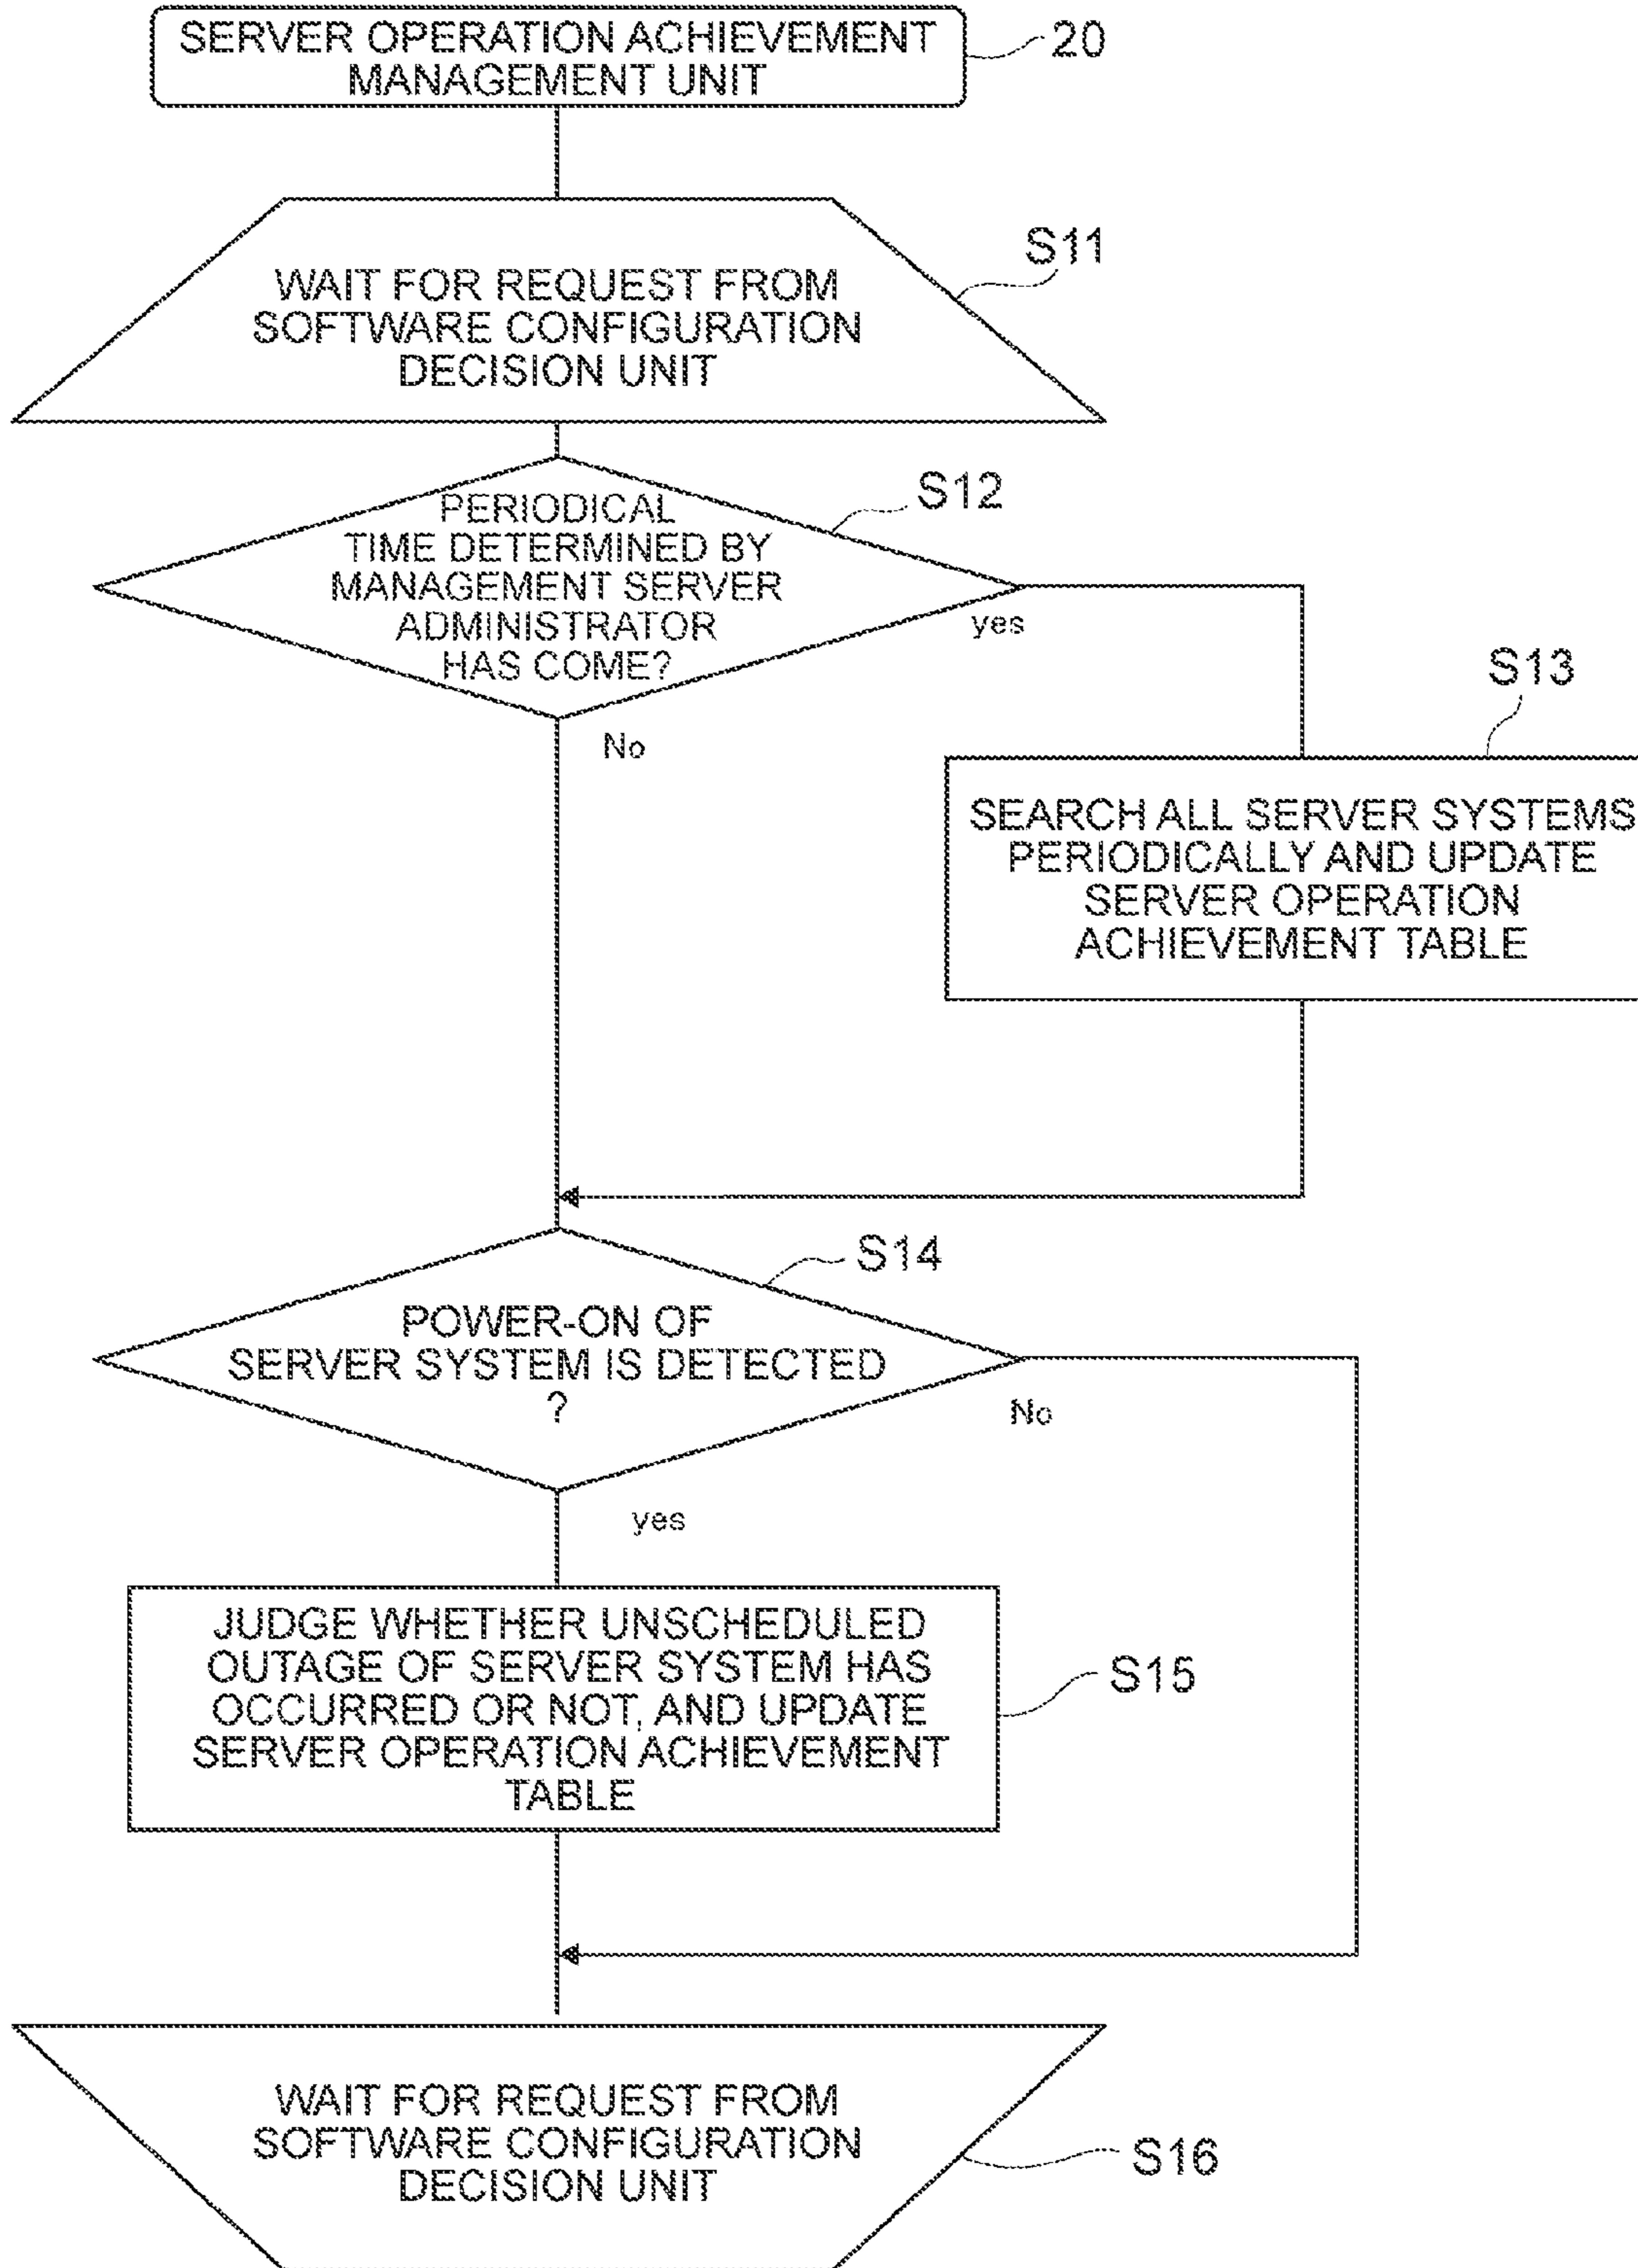 SERVER OPERATION ACHIEVEMENT
MANAGEMENT UNIT
20
S11
WAIT FOR REQUEST FROM
SOFTWARE CONFIGURATION
DECISION UNIT
S12
PERIODICAL
TIME DETERMINED BY
MANAGEMENT SERVER
ADMINISTRATOR
HAS COME?
yes
No
S13
SEARCH ALL SERVER SYSTEMS
PERIODICALLY AND UPDATE
SERVER OPERATION
ACHIEVEMENT TABLE
S14
POWER-ON OF
SERVER SYSTEM IS DETECTED
?
No
yes
JUDGE WHETHER UNSCHEDULED
OUTAGE OF SERVER SYSTEM HAS
OCCURRED OR NOT, AND UPDATE
SERVER OPERATION ACHIEVEMENT
TABLE
S15
WAIT FOR REQUEST FROM
SOFTWARE CONFIGURATION
DECISION UNIT
S16